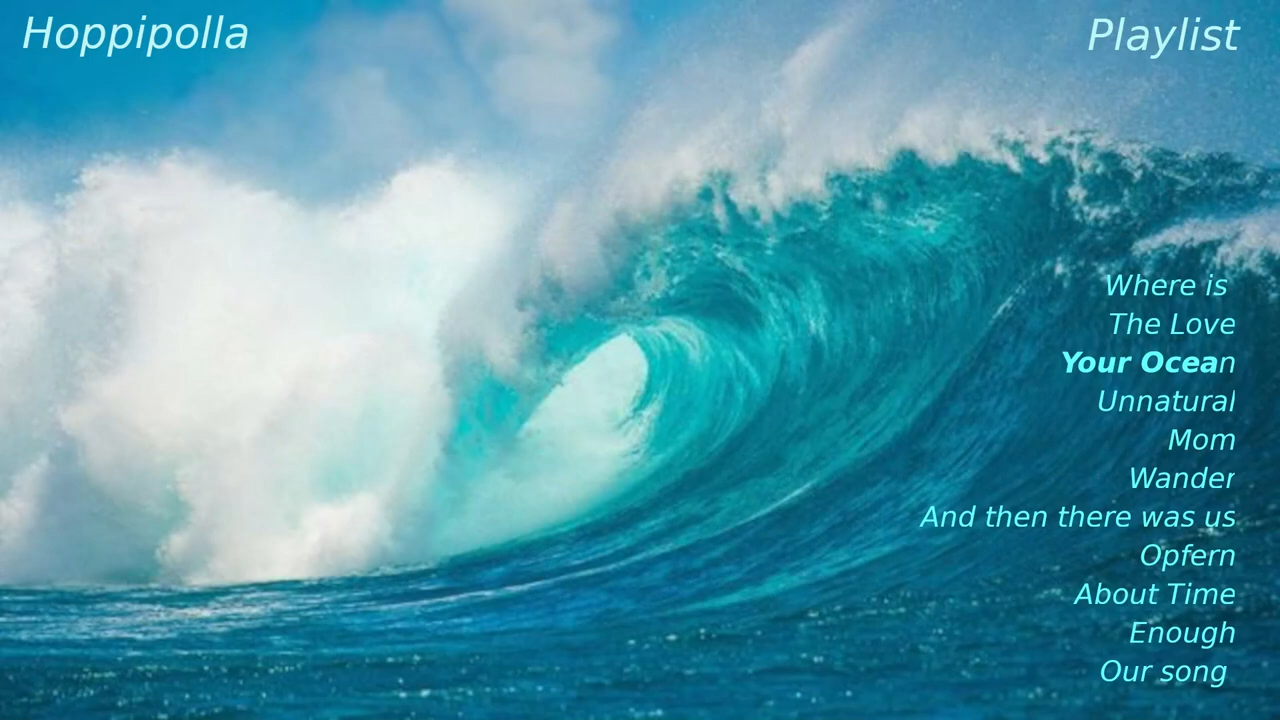 Hoppipolla
Playlist
Where is
The Love
Your Ocean
Unnatural
Mom
Wander
And then there was us
Opfern
About Time
Enough
Our song